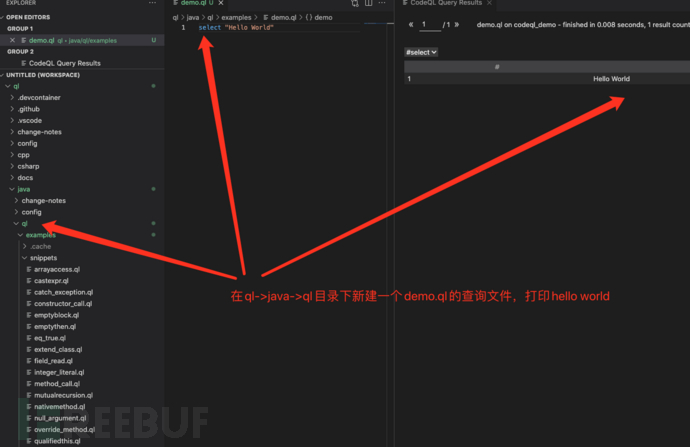 EXPLORER
OPEN EDITORS
GROUP 1
demo.ql ql • java/ql/examples U
GROUP 2
CodeQL Query Results
UNTITLED (WORKSPACE)
ql
.devcontainer
.github
.vscode
change-notes
config
cpp
csharp
docs
java
change-notes
config
ql
examples
.cache
snippets
arrayaccess.ql
castexpr.ql
catch_exception.ql
constructor_call.ql
emptyblock.ql
emptythen.ql
eq_true.ql
extend_class.ql
field_read.ql
integer_literal.ql
method_call.ql
mutualrecursion.ql
nativemethod.ql
null_argument.ql
override_method.ql
qualifiedthis.ql
demo.ql U
ql > java > ql > examples > demo.ql > {} demo
1 select "Hello World"
CodeQL Query Results
« 1 / 1 » demo.ql on codeql_demo - finished in 0.008 seconds, 1 result count
#select
#
1 Hello World
在ql->java->ql目录下新建一个demo.ql的查询文件，打印hello world
REEBUF